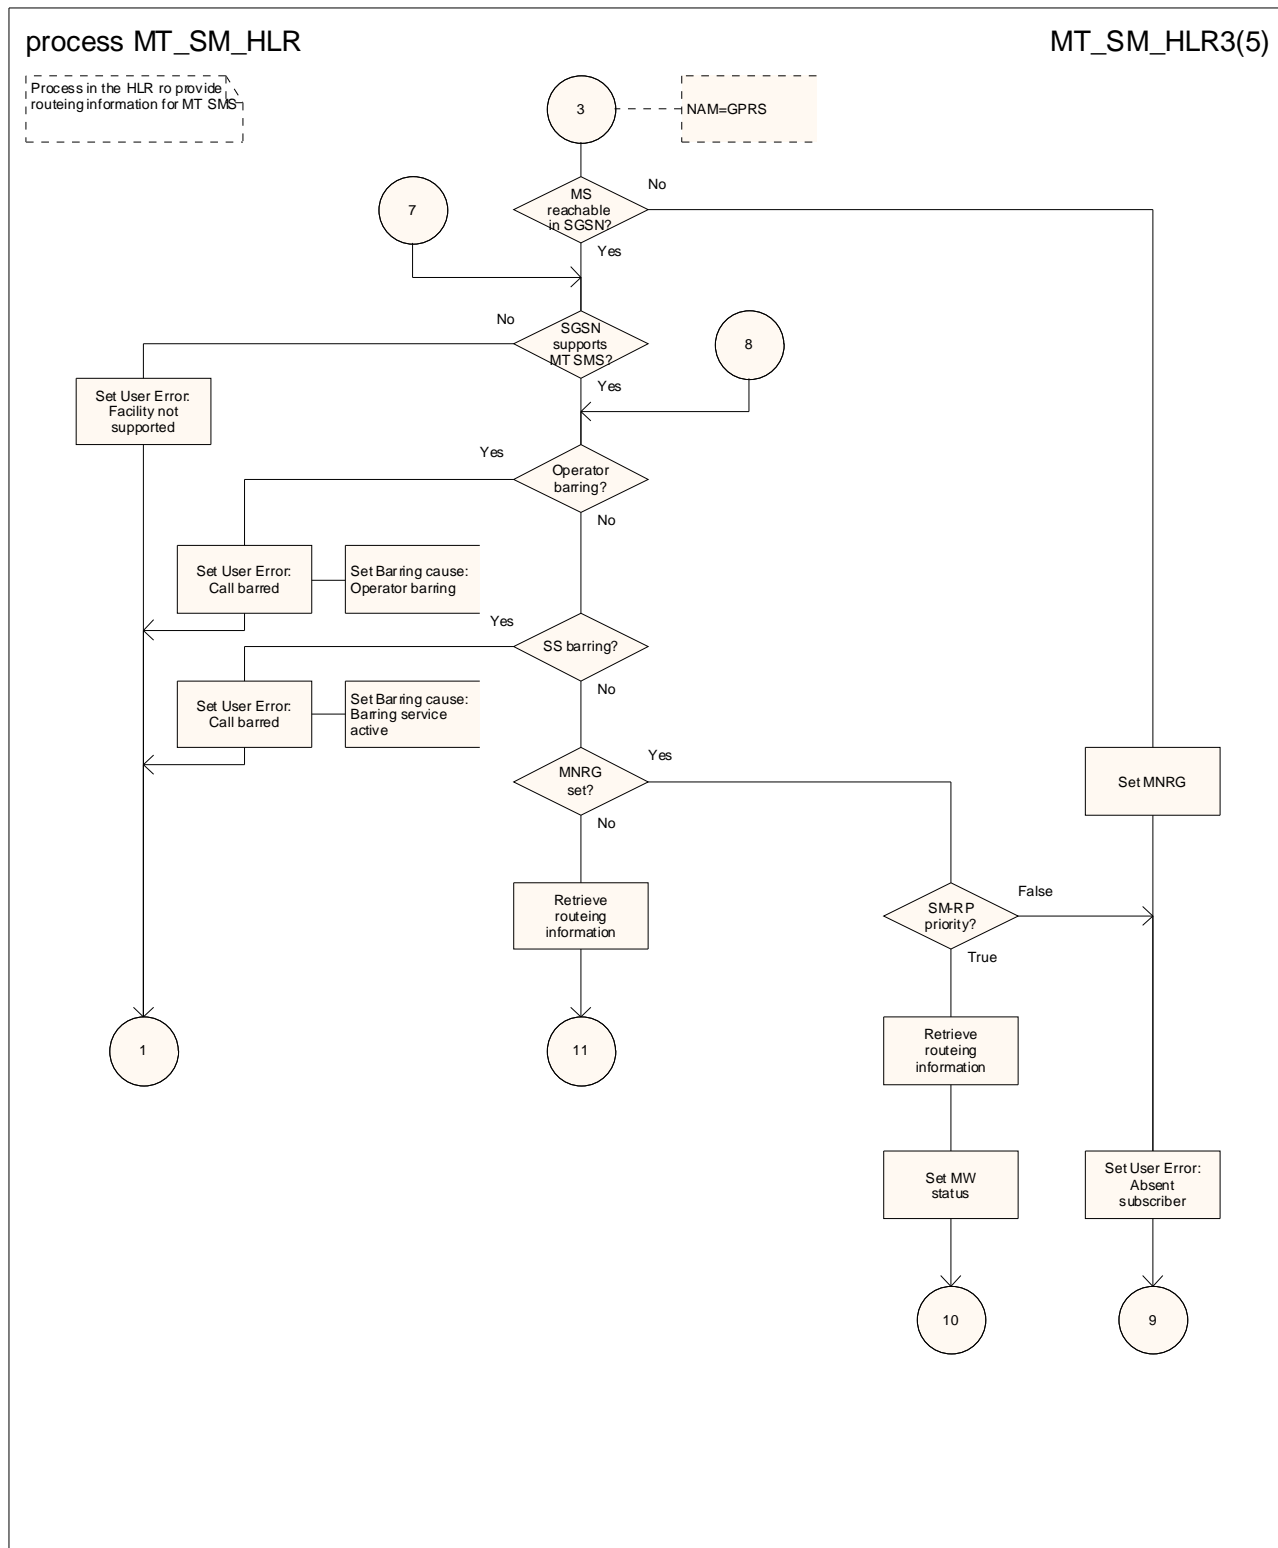 process MT_SM_HLR
MT_SM_HLR3(5)
Process in the HLR ro provide
routeing information for MT SMS
3
NAM=GPRS
MS
reachable
in SGSN?
No
Yes
7
SGSN
supports
MT SMS?
No
Yes
8
Set User Error:
Facility not
supported
Operator
barring?
Yes
No
Set User Error:
Call barred
Set Barring cause:
Operator barring
SS barring?
Yes
No
Set User Error:
Call barred
Set Barring cause:
Barring service
active
MNRG
set?
Yes
No
Set MNRG
Retrieve
routeing
information
SM-RP
priority?
False
True
1
11
Retrieve
routeing
information
Set MW
status
Set User Error:
Absent
subscriber
10
9